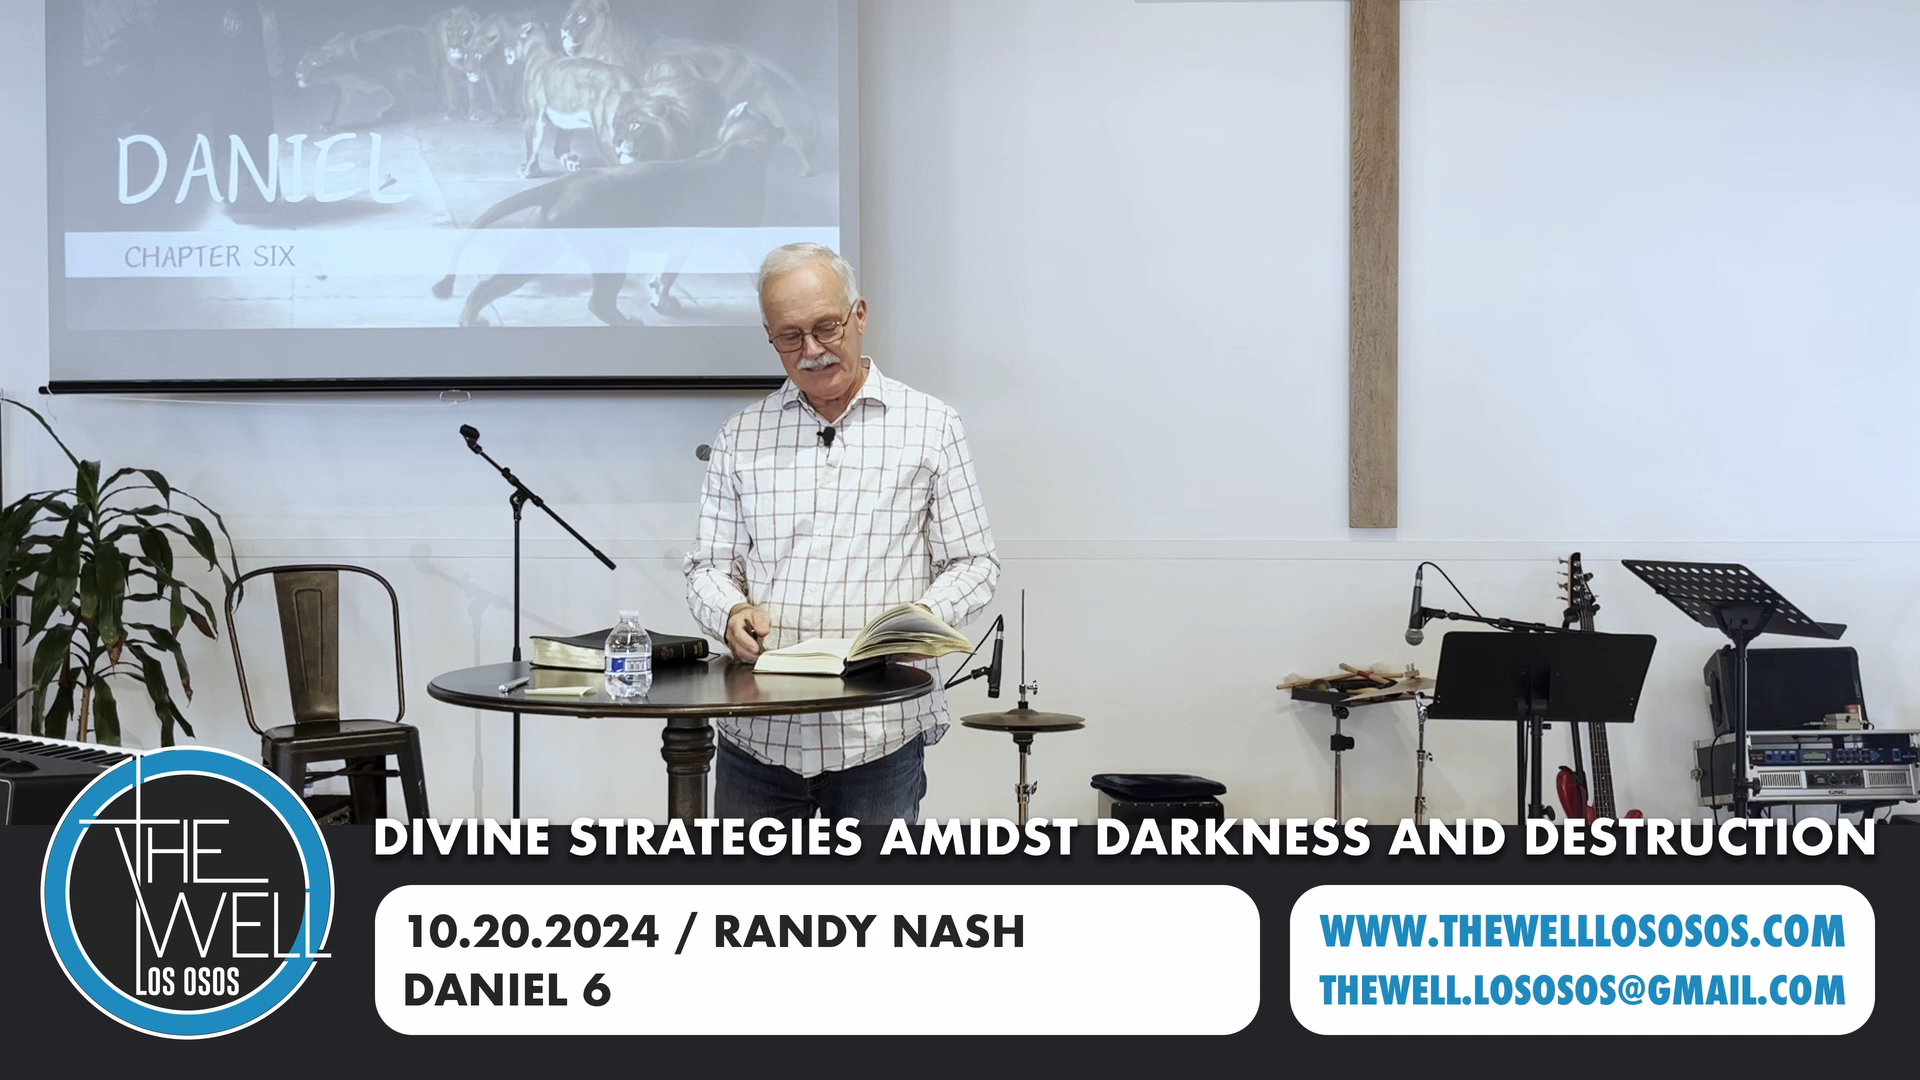 DANIEL
CHAPTER SIX
DIVINE STRATEGIES AMIDST DARKNESS AND DESTRUCTION
THE
WELL
LOS OSOS
10.20.2024 / RANDY NASH
DANIEL 6
WWW.THEWELLLOSOSOS.COM
THEWELL.LOSOSOS@GMAIL.COM